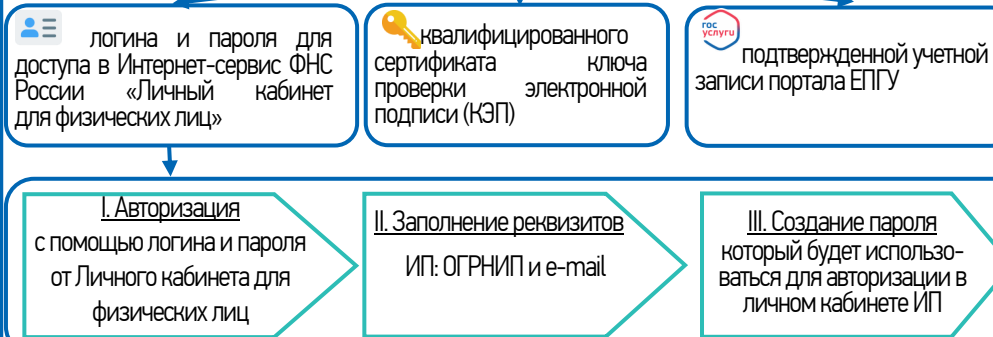 логина и пароля для
доступа в Интернет-сервис ФНС
России «Личный кабинет
для физических лиц»
квалифицированного
сертификата ключа
проверки электронной
подписи (КЭП)
гос
услуги
подтвержденной учетной
записи портала ЕПГУ
I. Авторизация
с помощью логина и пароля
от Личного кабинета для
физических лиц
II. Заполнение реквизитов
ИП: ОГРНИП и e-mail
III. Создание пароля
который будет использо-
ваться для авторизации в
личном кабинете ИП